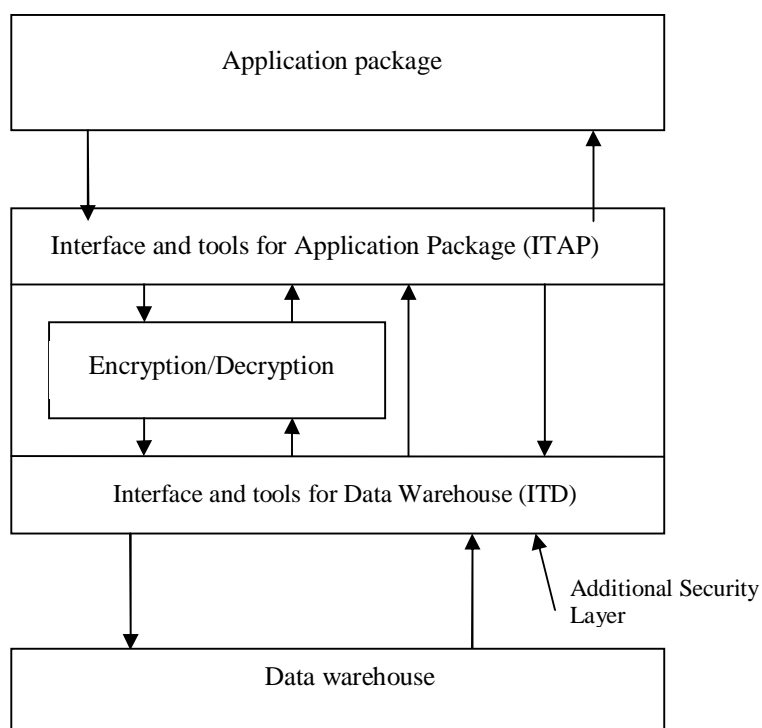 Application package
Interface and tools for Application Package (ITAP)
Encryption/Decryption
Interface and tools for Data Warehouse (ITD)
Additional Security
Layer
Data warehouse